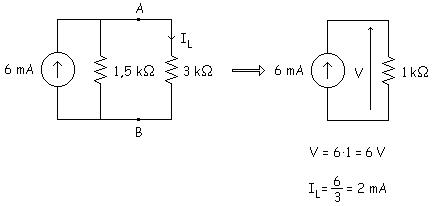 A
I_L
6 mA
1,5 kΩ
3 kΩ
B
6 mA
V
1 kΩ
V = 6·1 = 6 V
I_L = 6/3 = 2 mA